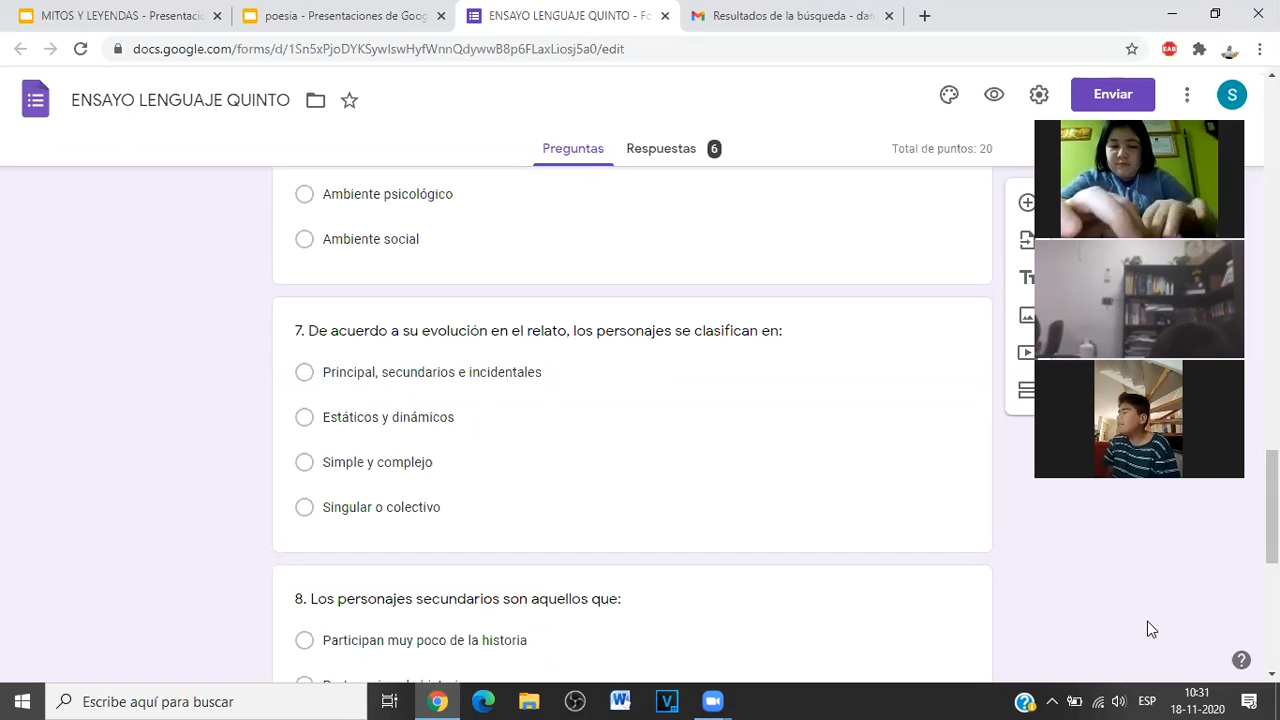 MITOS Y LEYENDAS - Presentaci
poesia - Presentaciones de Goog
ENSAYO LENGUAJE QUINTO - Fo
Resultados de la búsqueda - dan
docs.google.com/forms/d/1Sn5xPjoDYKSywIswHyfWnnQdywwB8p6FLaxLiosj5a0/edit
ENSAYO LENGUAJE QUINTO
Enviar
S
Preguntas
Respuestas 6
Total de puntos: 20
Ambiente psicológico
Ambiente social
7. De acuerdo a su evolución en el relato, los personajes se clasifican en:
Principal, secundarios e incidentales
Estáticos y dinámicos
Simple y complejo
Singular o colectivo
8. Los personajes secundarios son aquellos que:
Participan muy poco de la historia
Escribe aquí para buscar
ESP
10:31
18-11-2020